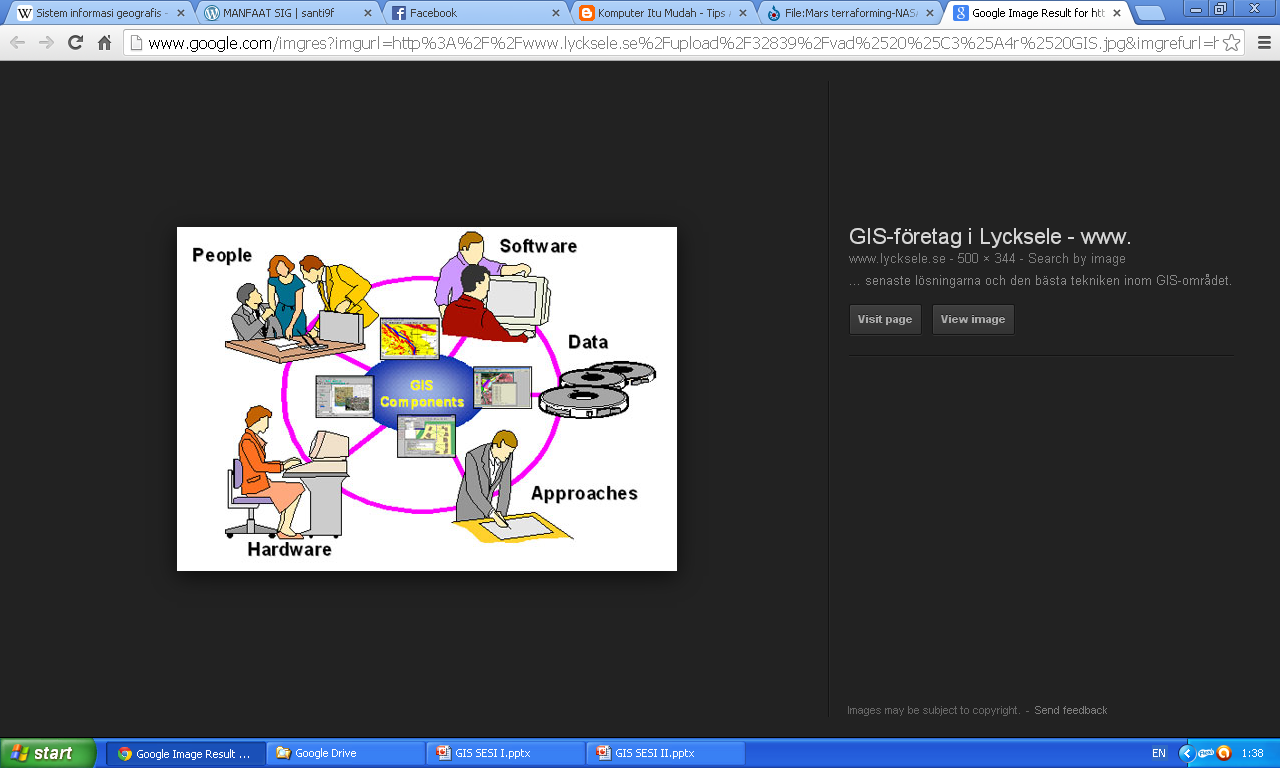 Sistem informasi geografis -
MANFAAT SIG | santi9f
Facebook
Komputer Itu Mudah - Tips
File:Mars terraforming-NAS
Google Image Result for htt
www.google.com/imgres?imgurl=http%3A%2F%2Fwww.lycksele.se%2Fupload%2F32839%2Fvad%2520%25C3%25A4r%2520GIS.jpg&imgrefurl=h
People
Software
Data
GIS
Components
Approaches
Hardware
GIS-företag i Lycksele - www.
www.lycksele.se - 500 × 344 - Search by image
... senaste lösningarna och den bästa tekniken inom GIS-området.
Visit page
View image
Images may be subject to copyright. - Send feedback
start
Google Image Result ...
Google Drive
GIS SESI I.pptx
GIS SESI II.pptx
EN
1:38